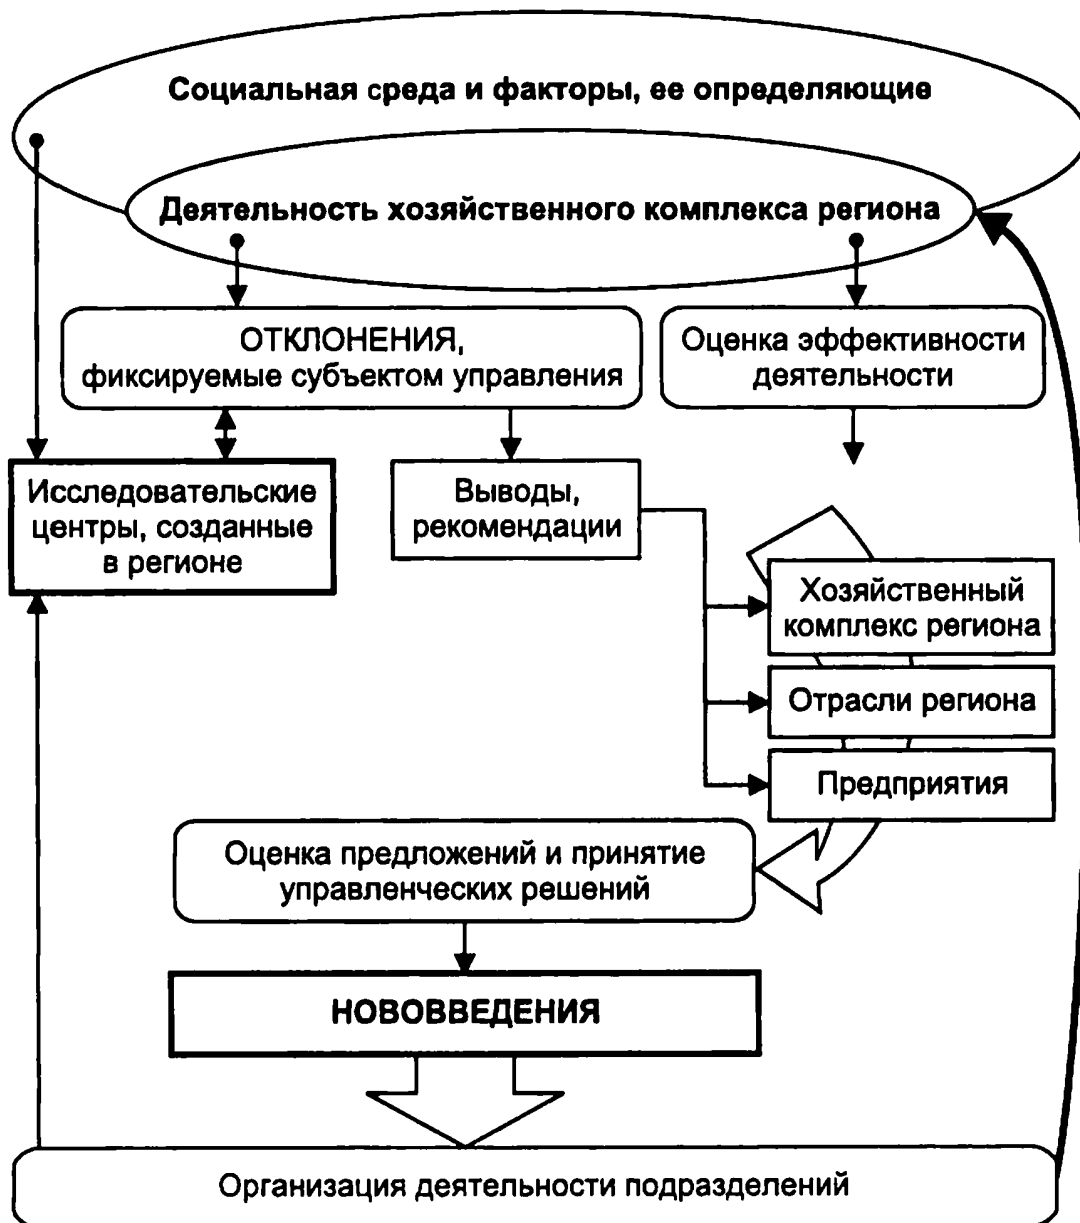 Социальная среда и факторы, ее определяющие
Деятельность хозяйственного комплекса региона
ОТКЛОНЕНИЯ,
фиксируемые субъектом управления
Оценка эффективности
деятельности
Исследовательские
центры, созданные
в регионе
Выводы,
рекомендации
Хозяйственный
комплекс региона
Отрасли региона
Предприятия
Оценка предложений и принятие
управленческих решений
НОВОВВЕДЕНИЯ
Организация деятельности подразделений